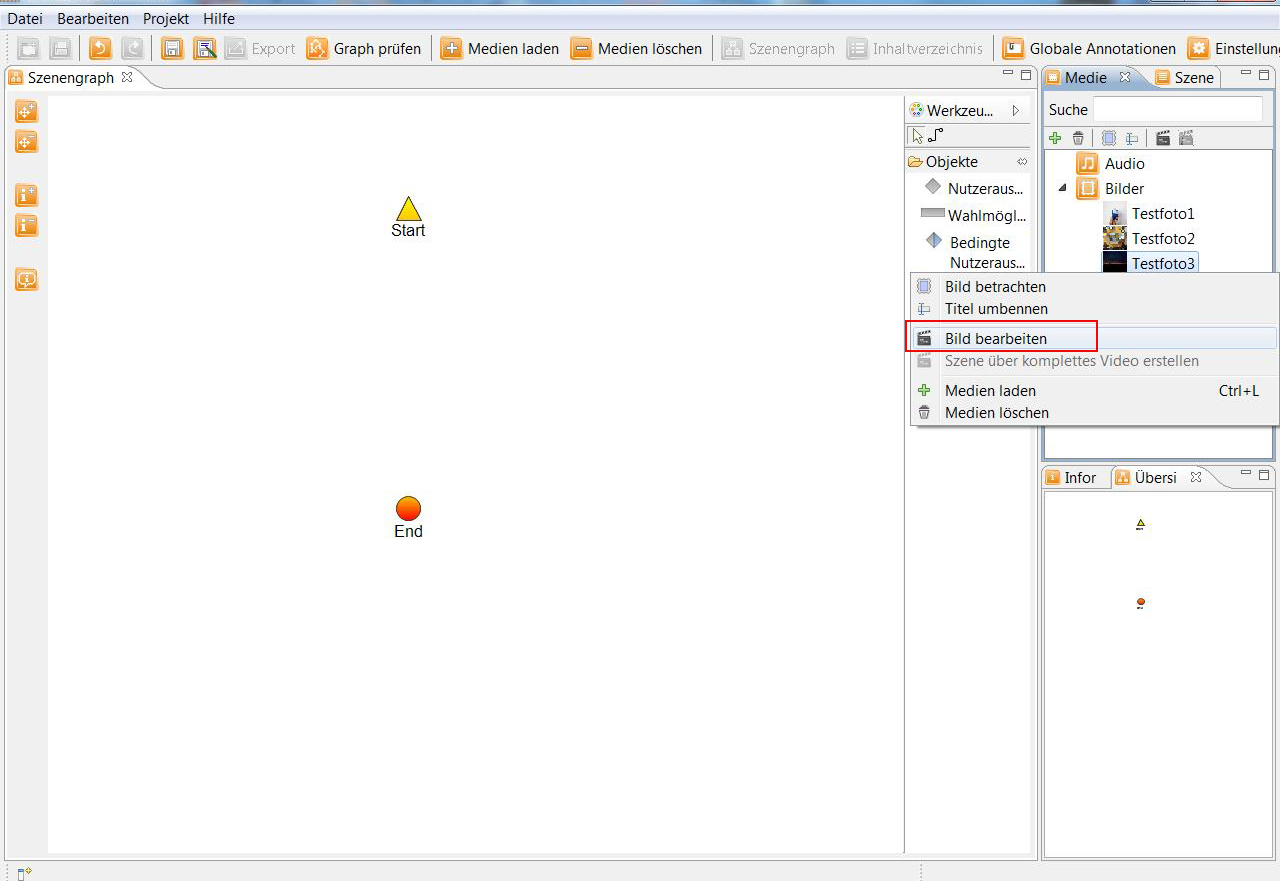 Datei Bearbeiten Projekt Hilfe
Export Graph prüfen Medien laden Medien löschen Szenengraph Inhaltverzeichnis Globale Annotationen Einstellun
Szenengraph
Start
End
Werkzeu...
Objekte
Nutzeraus...
Wahlmögl...
Bedingte
Nutzeraus...
Medie Szene
Suche
Audio
Bilder
Testfoto1
Testfoto2
Testfoto3
Bild betrachten
Titel umbennen
Bild bearbeiten
Szene über komplettes Video erstellen
Medien laden Ctrl+L
Medien löschen
Infor Übersi